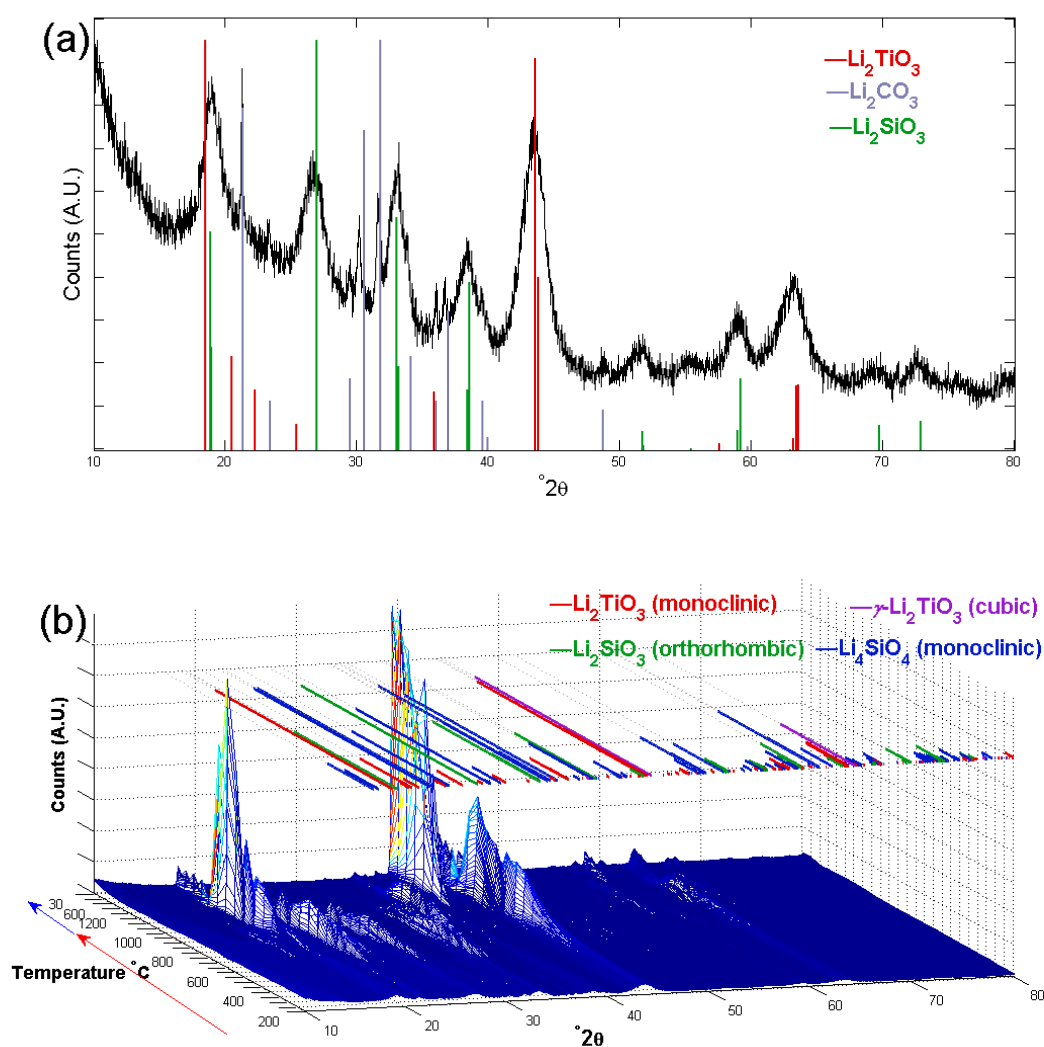 (a)
—Li2TiO3
—Li2CO3
—Li2SiO3
Counts (A.U.)
10 20 30 40 50 60 70 80
°2θ
(b)
—Li2TiO3 (monoclinic) —γ-Li2TiO3 (cubic)
—Li2SiO3 (orthorhombic) —Li4SiO4 (monoclinic)
Counts (A.U.)
30
600
1200
1000
800
600
400
200
Temperature °C
10 20 30 40 50 60 70 80
°2θ